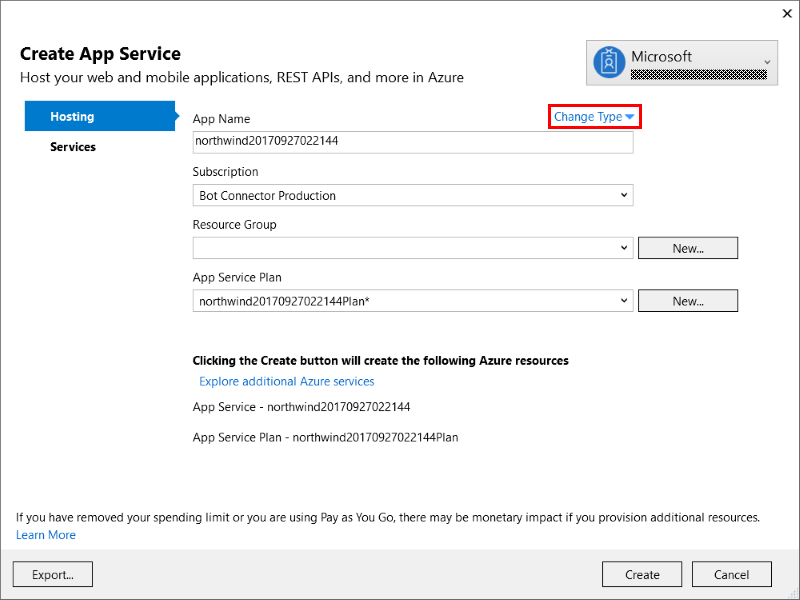 Create App Service
Host your web and mobile applications, REST APIs, and more in Azure
Microsoft
Hosting
Services
App Name
Change Type
northwind20170927022144
Subscription
Bot Connector Production
Resource Group
New...
App Service Plan
northwind20170927022144Plan*
New...
Clicking the Create button will create the following Azure resources
Explore additional Azure services
App Service - northwind20170927022144
App Service Plan - northwind20170927022144Plan
If you have removed your spending limit or you are using Pay as You Go, there may be monetary impact if you provision additional resources.
Learn More
Export...
Create
Cancel